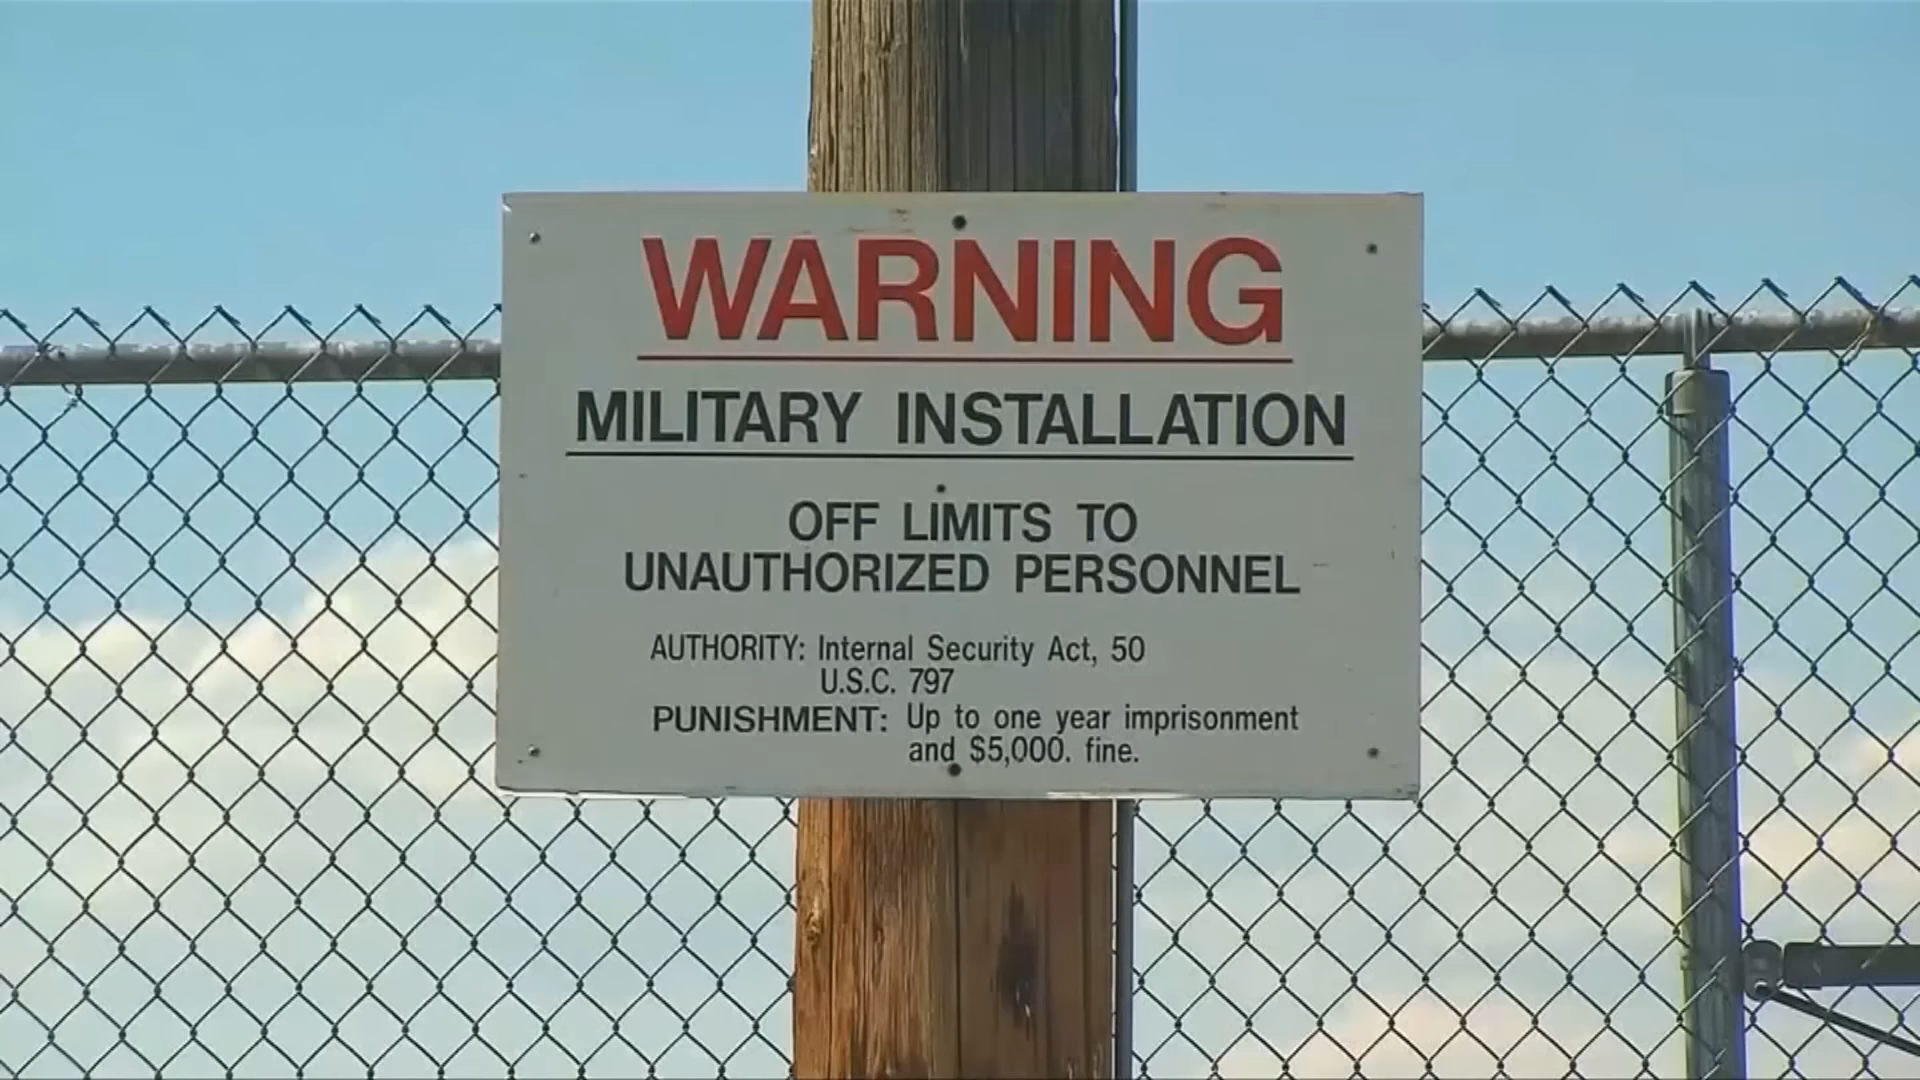 WARNING
MILITARY INSTALLATION
OFF LIMITS TO
UNAUTHORIZED PERSONNEL
AUTHORITY: Internal Security Act, 50
U.S.C. 797
PUNISHMENT: Up to one year imprisonment
and $5,000. fine.